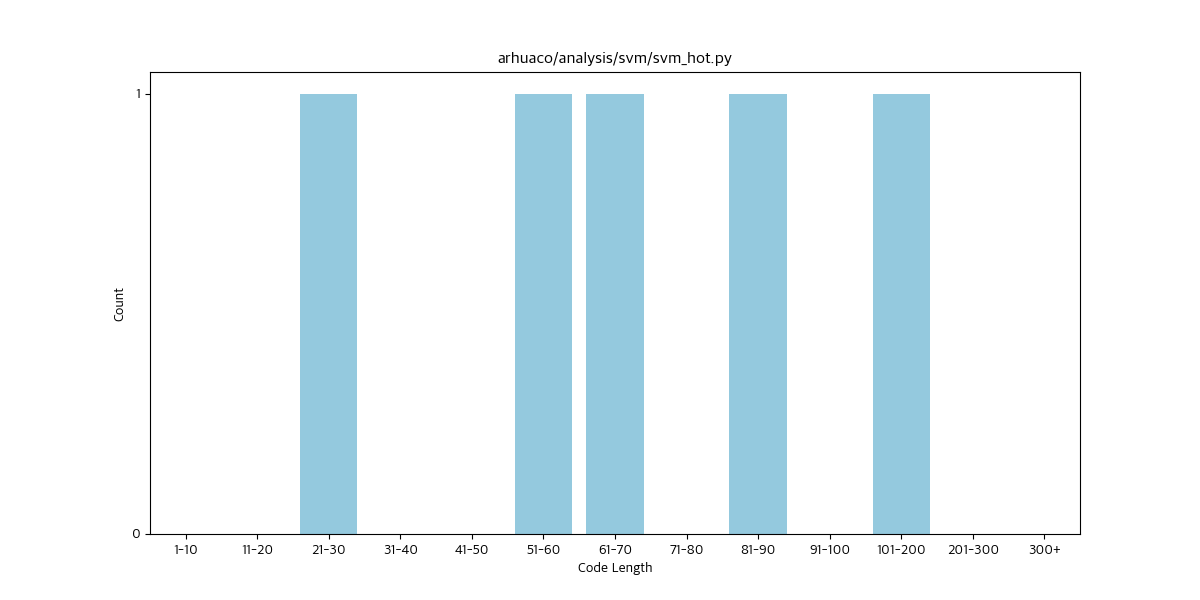 arhuaco/analysis/svm/svm_hot.py
Count
1
0
1-10 11-20 21-30 31-40 41-50 51-60 61-70 71-80 81-90 91-100 101-200 201-300 300+
Code Length